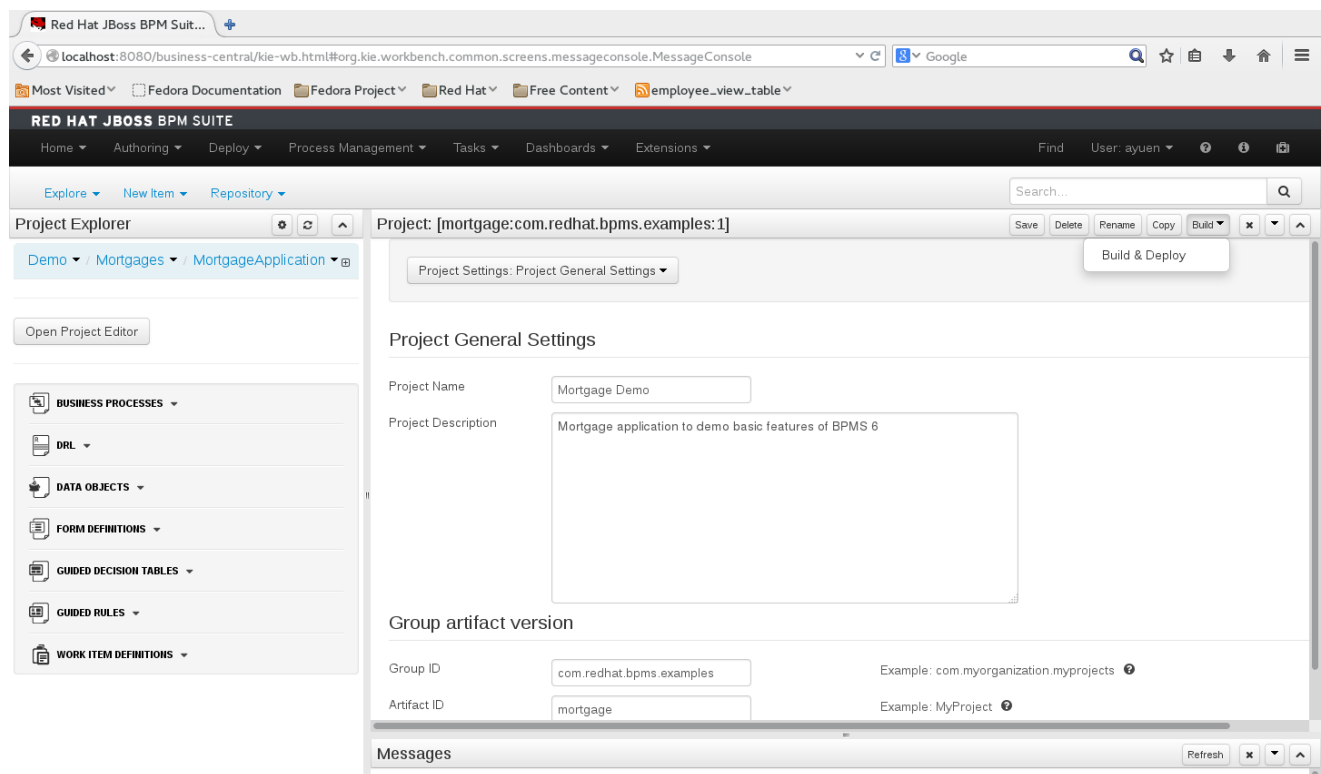 Red Hat JBoss BPM Suit...
localhost:8080/business-central/kie-wb.html#org.kie.workbench.common.screens.messageconsole.MessageConsole
Google
Most Visited Fedora Documentation Fedora Project Red Hat Free Content employee_view_table
RED HAT JBOSS BPM SUITE
Home Authoring Deploy Process Management Tasks Dashboards Extensions Find User: ayuen
Explore New Item Repository Search...
Project Explorer
Project: [mortgage:com.redhat.bpms.examples:1] Save Delete Rename Copy Build
Build & Deploy
Demo / Mortgages / MortgageApplication
Project Settings: Project General Settings
Open Project Editor
Project General Settings
Project Name Mortgage Demo
Project Description Mortgage application to demo basic features of BPMS 6
BUSINESS PROCESSES
DRL
DATA OBJECTS
FORM DEFINITIONS
GUIDED DECISION TABLES
GUIDED RULES
WORK ITEM DEFINITIONS
Group artifact version
Group ID com.redhat.bpms.examples Example: com.myorganization.myprojects
Artifact ID mortgage Example: MyProject
Messages Refresh